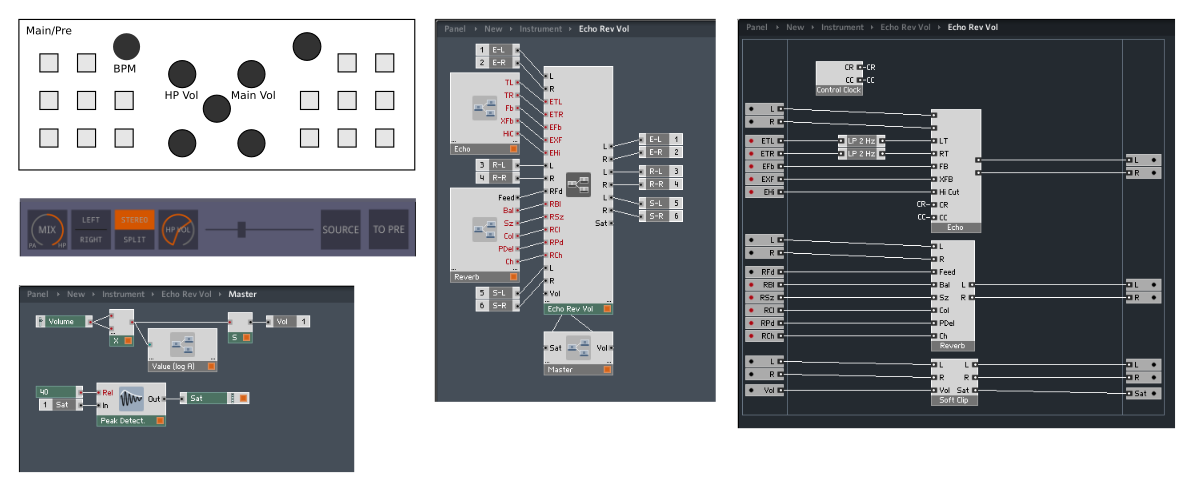 Main/Pre
BPM
HP Vol
Main Vol
MIX
PA
HP
LEFT
RIGHT
STEREO
SPLIT
HP VOL
SOURCE
TO PRE
Panel New Instrument Echo Rev Vol Master
Volume
X
Value (log A)
S
Vol 1
40
1 Sat
Rel
In
Out
Peak Detect.
Sat
Panel New Instrument Echo Rev Vol
1 E-L
2 E-R
TL
TR
Fb
XFb
HiC
Echo
3 R-L
4 R-R
Feed
Bal
Sz
Col
PDel
Ch
Reverb
5 S-L
6 S-R
L
R
ETL
ETR
EFb
EXF
EHi
L
R
RFd
RBl
RSz
RCl
RPd
RCh
L
R
Vol
L
R
L
R
L
R
Sat
Echo Rev Vol
E-L 1
E-R 2
R-L 3
R-R 4
S-L 5
S-R 6
Sat
Vol
Master
Panel New Instrument Echo Rev Vol
CR CR
CC CC
Control Clock
L
R
ETL
ETR
EFb
EXF
EHi
LP 2 Hz
LP 2 Hz
LT
RT
FB
XFB
Hi Cut
CR CR
CC CC
Echo
L
R
L
R
RFd
RBl
RSz
RCl
RPd
RCh
L
R
Feed
Bal
Sz
Col
PDel
Ch
L
R
Reverb
L
R
L
R
Vol
L
R
Vol
L
R
Sat
Soft Clip
L
R
Sat